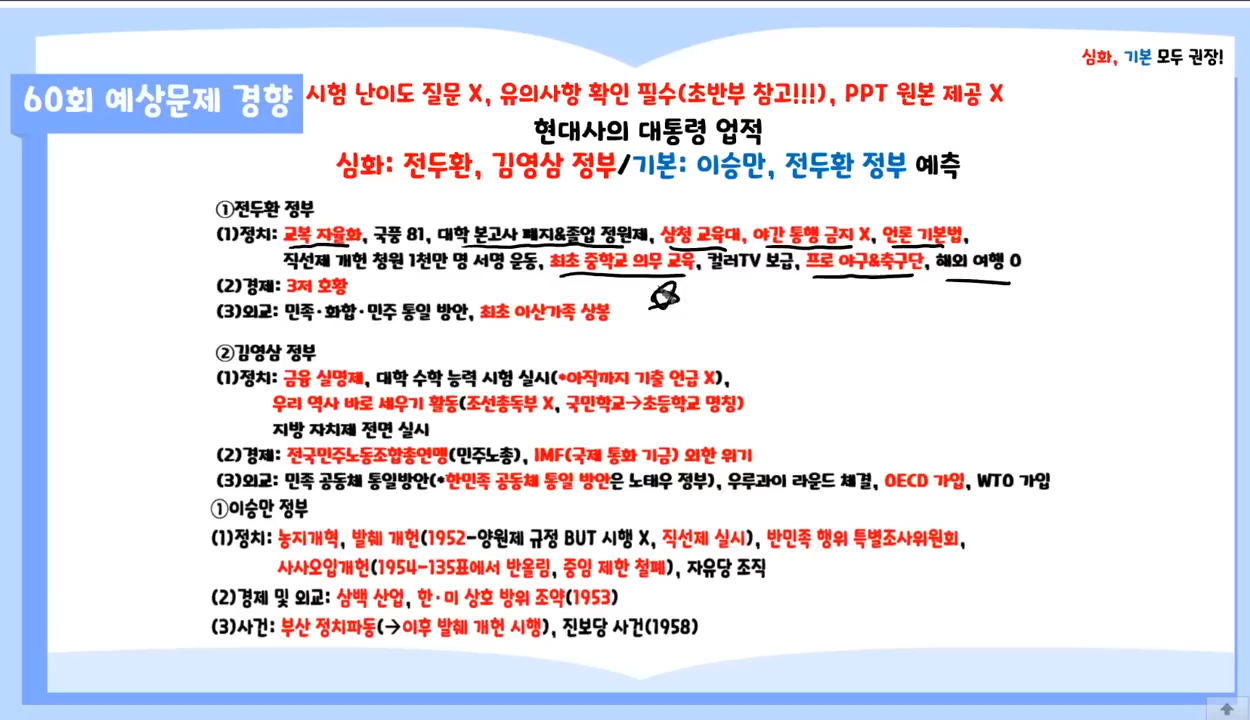 심화, 기본 모두 권장!
60회 예상문제 경향
시험 난이도 질문 X, 유의사항 확인 필수(초반부 참고!!!), PPT 원본 제공 X
현대사의 대통령 업적
심화: 전두환, 김영삼 정부/기본: 이승만, 전두환 정부 예측
①전두환 정부
(1)정치: 교복 자율화, 국풍 81, 대학 본고사 폐지&졸업 정원제, 삼청 교육대, 야간 통행 금지 X, 언론 기본법,
직선제 개헌 청원 1천만 명 서명 운동, 최초 중학교 의무 교육, 컬러TV 보급, 프로 야구&축구단, 해외 여행 O
(2)경제: 3저 호황
(3)외교: 민족·화합·민주 통일 방안, 최초 이산가족 상봉
②김영삼 정부
(1)정치: 금융 실명제, 대학 수학 능력 시험 실시(*아직까지 기출 언급 X),
우리 역사 바로 세우기 활동(조선총독부 X, 국민학교→초등학교 명칭)
지방 자치제 전면 실시
(2)경제: 전국민주노동조합총연맹(민주노총), IMF(국제 통화 기금) 외환 위기
(3)외교: 민족 공동체 통일방안(*한민족 공동체 통일 방안은 노태우 정부), 우루과이 라운드 체결, OECD 가입, WTO 가입
①이승만 정부
(1)정치: 농지개혁, 발췌 개헌(1952-양원제 규정 BUT 시행 X, 직선제 실시), 반민족 행위 특별조사위원회,
사사오입개헌(1954-135표에서 반올림, 중임 제한 철폐), 자유당 조직
(2)경제 및 외교: 삼백 산업, 한·미 상호 방위 조약(1953)
(3)사건: 부산 정치파동(→이후 발췌 개헌 시행), 진보당 사건(1958)